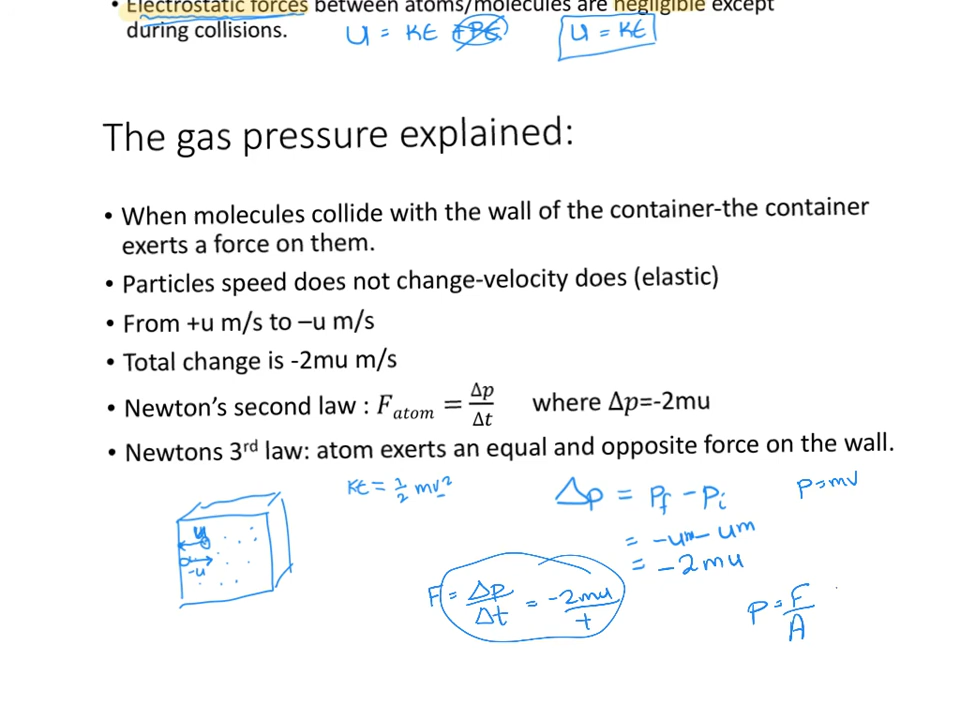 • Electrostatic forces between atoms/molecules are negligible except
during collisions. U = KE + PE U = KE
The gas pressure explained:
• When molecules collide with the wall of the container-the container
exerts a force on them.
• Particles speed does not change-velocity does (elastic)
• From +u m/s to –u m/s
• Total change is -2mu m/s
• Newton's second law : F_atom = Δp/Δt where Δp=-2mu
• Newtons 3rd law: atom exerts an equal and opposite force on the wall.
KE = 1/2 mv² Δp = Pf - Pi p=mv
u = -um - um
-u = -2mu
F = Δp/Δt = -2mu/t P = F/A